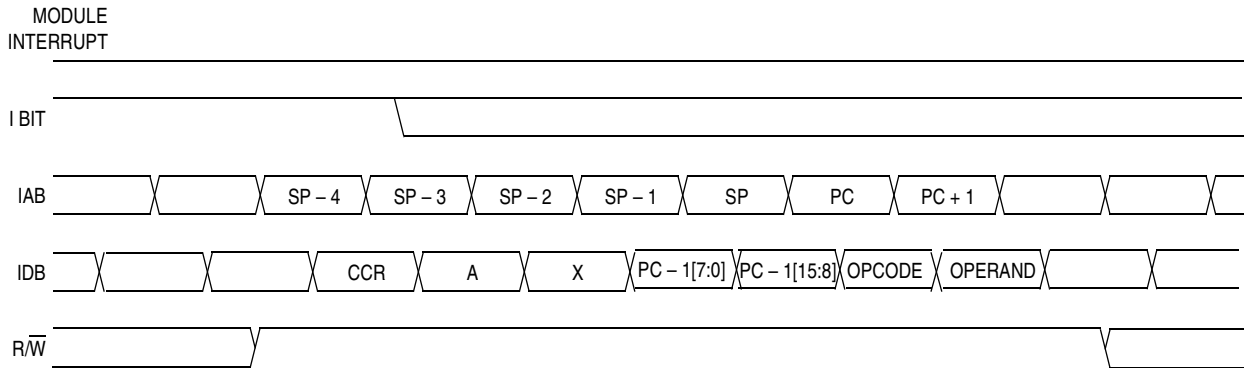 MODULE
INTERRUPT
I BIT
IAB SP – 4 SP – 3 SP – 2 SP – 1 SP PC PC + 1
IDB CCR A X PC – 1[7:0] PC – 1[15:8] OPCODE OPERAND
R/W̅